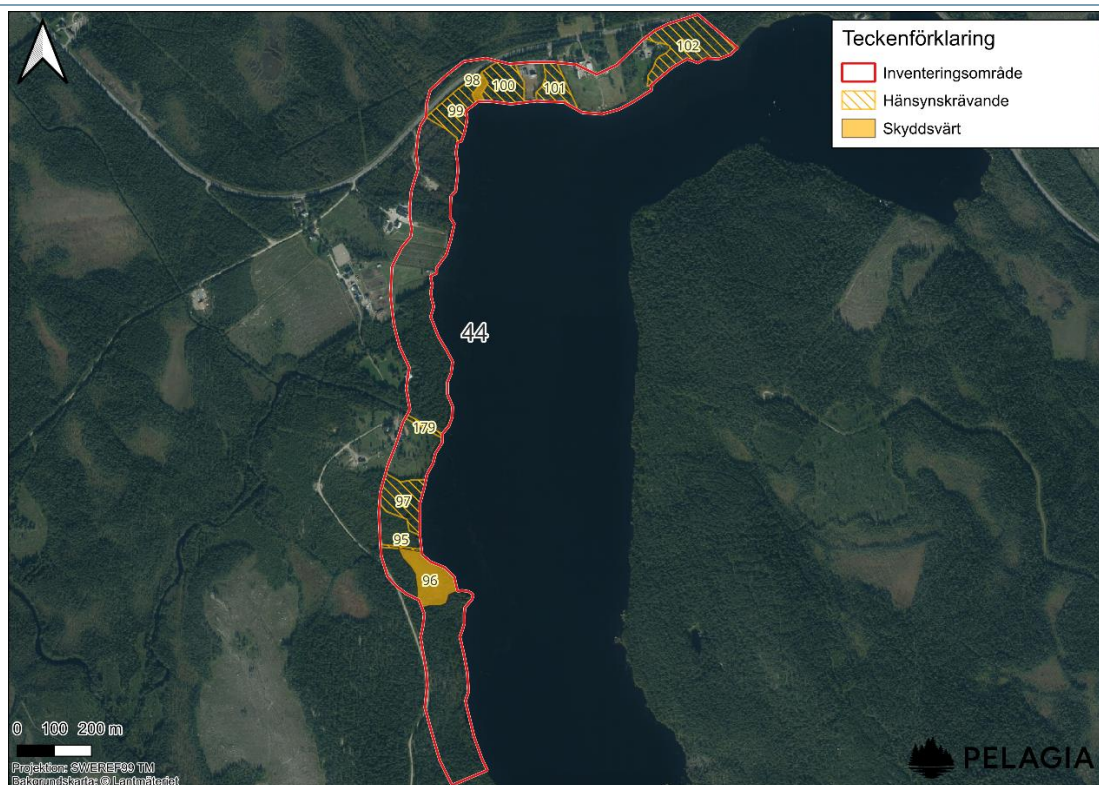 Teckenförklaring
Inventeringsområde
Hänsynskrävande
Skyddsvärt
102
98
100
101
99
44
179
97
95
96
0 100 200 m
Projektion: SWEREF99 TM
Bakgrundskarta: © Lantmäteriet
PELAGIA